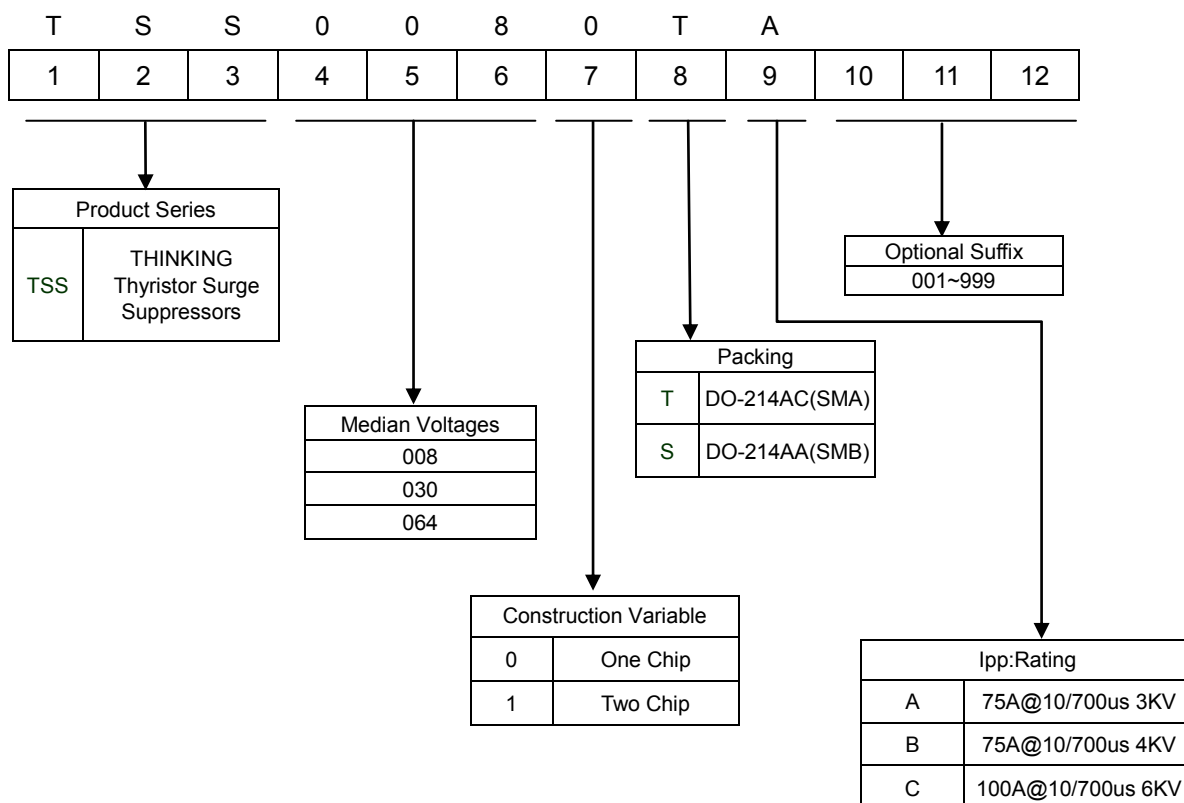 T S S 0 0 8 0 T A
1 2 3 4 5 6 7 8 9 10 11 12
Product Series
TSS
THINKING
Thyristor Surge
Suppressors
Optional Suffix
001~999
Packing
T DO-214AC(SMA)
S DO-214AA(SMB)
Median Voltages
008
030
064
Construction Variable
0 One Chip
1 Two Chip
Ipp:Rating
A 75A@10/700us 3KV
B 75A@10/700us 4KV
C 100A@10/700us 6KV